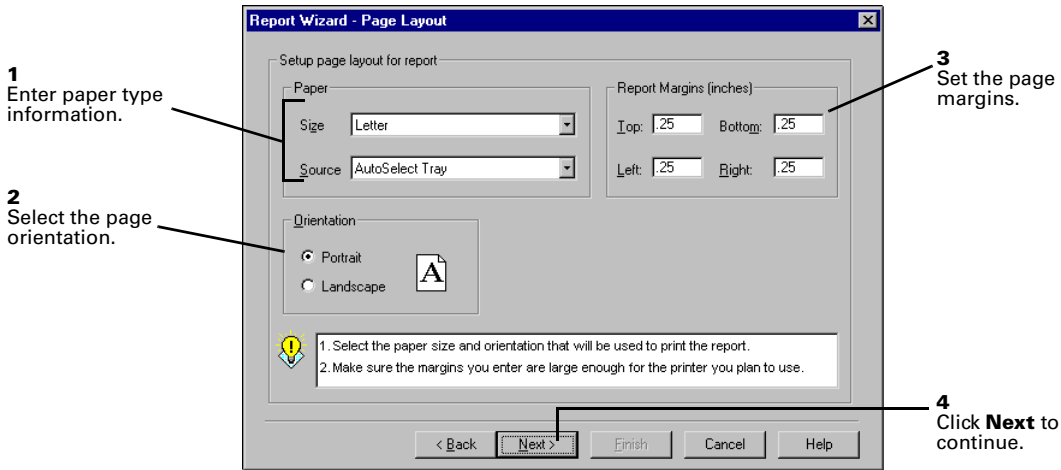 Report Wizard - Page Layout
Setup page layout for report
1
Enter paper type
information.
Paper
Size Letter
Source AutoSelect Tray
Report Margins (inches)
Top: .25 Bottom: .25
Left: .25 Right: .25
3
Set the page
margins.
2
Select the page
orientation.
Orientation
Portrait
Landscape
A
1. Select the paper size and orientation that will be used to print the report.
2. Make sure the margins you enter are large enough for the printer you plan to use.
< Back Next > Finish Cancel Help
4
Click Next to
continue.